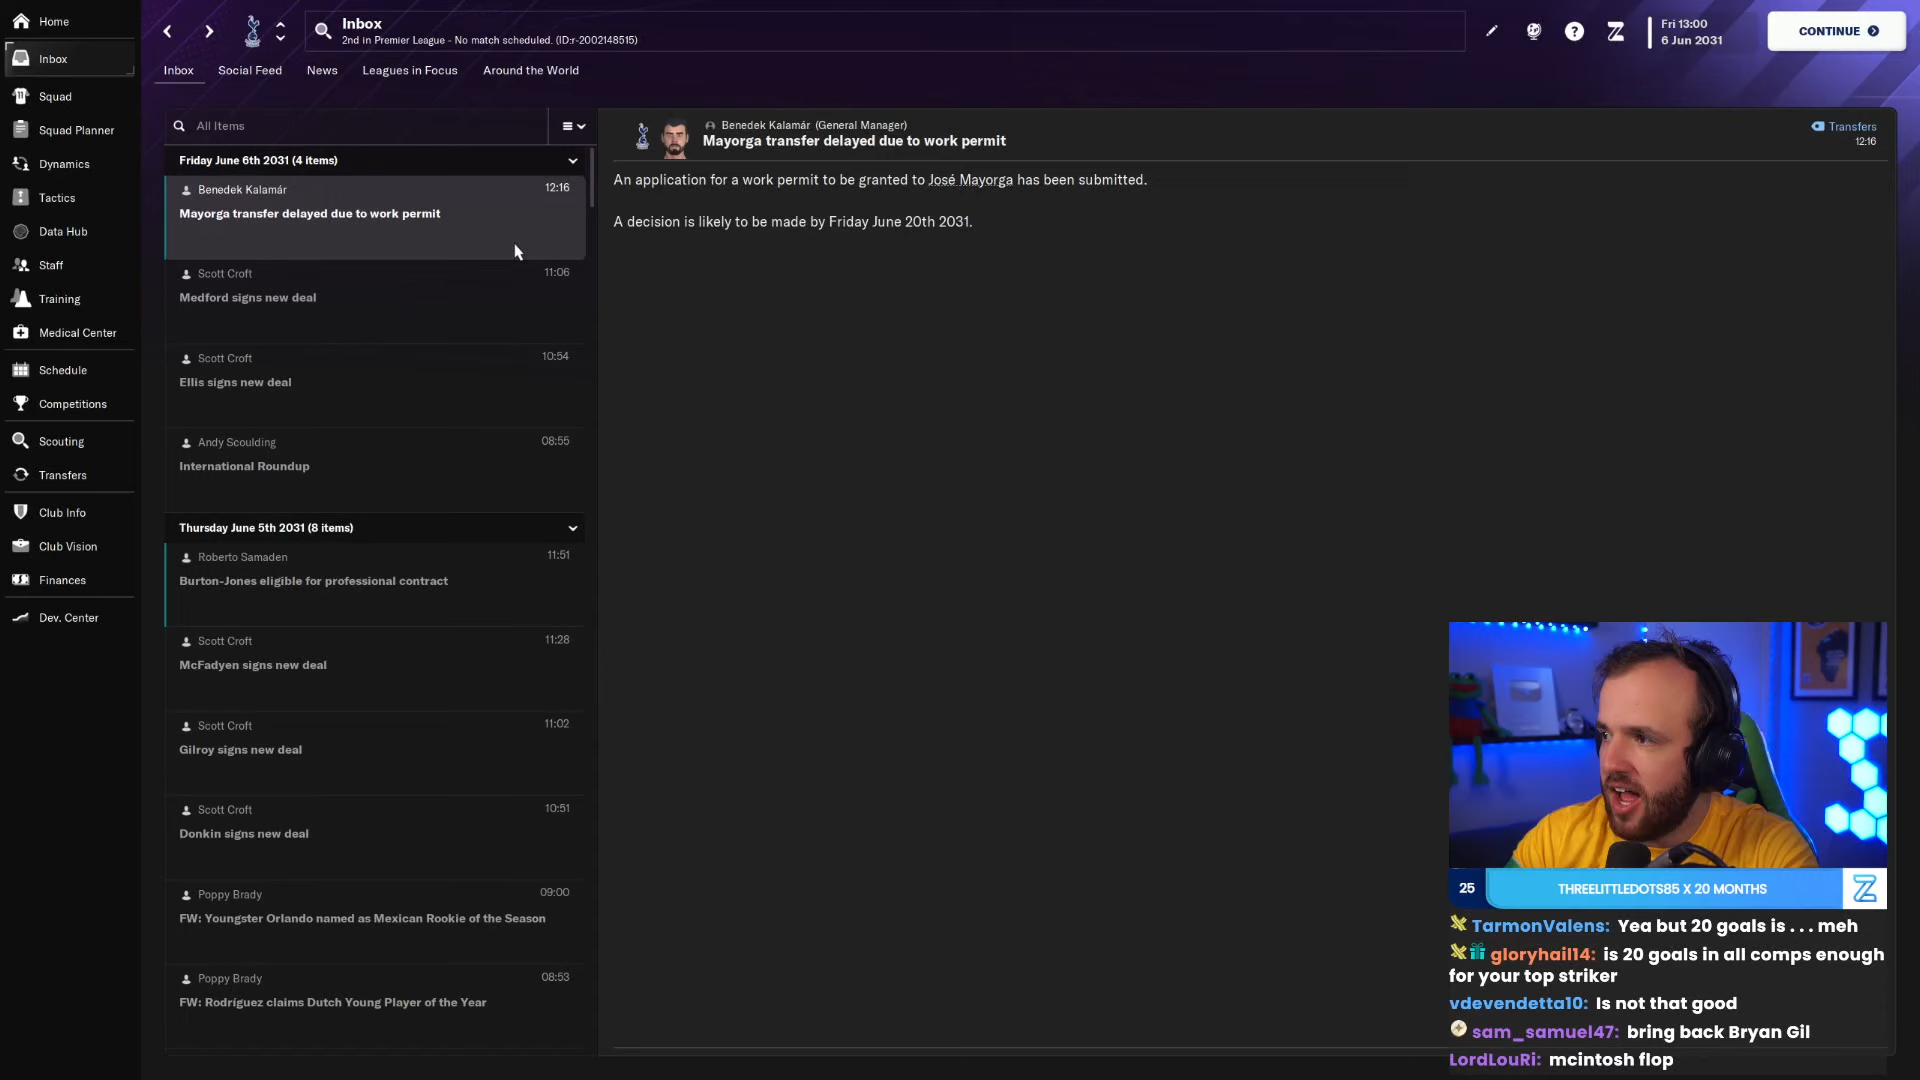 Home
Inbox
Squad
Squad Planner
Dynamics
Tactics
Data Hub
Staff
Training
Medical Center
Schedule
Competitions
Scouting
Transfers
Club Info
Club Vision
Finances
Dev. Center
Inbox
2nd in Premier League - No match scheduled. (ID:r-2002148515)
Fri 13:00
6 Jun 2031
CONTINUE
Inbox
Social Feed
News
Leagues in Focus
Around the World
All Items
Friday June 6th 2031 (4 items)
Benedek Kalamár
12:16
Mayorga transfer delayed due to work permit
Scott Croft
11:06
Medford signs new deal
Scott Croft
10:54
Ellis signs new deal
Andy Scoulding
08:55
International Roundup
Thursday June 5th 2031 (8 items)
Roberto Samaden
11:51
Burton-Jones eligible for professional contract
Scott Croft
11:28
McFadyen signs new deal
Scott Croft
11:02
Gilroy signs new deal
Scott Croft
10:51
Donkin signs new deal
Poppy Brady
09:00
FW: Youngster Orlando named as Mexican Rookie of the Season
Poppy Brady
08:53
FW: Rodríguez claims Dutch Young Player of the Year
Benedek Kalamár (General Manager)
Mayorga transfer delayed due to work permit
Transfers
12:16
An application for a work permit to be granted to José Mayorga has been submitted.
A decision is likely to be made by Friday June 20th 2031.
25
THREELITTLEDOTS85 X 20 MONTHS
TarmonValens: Yea but 20 goals is . . . meh
gloryhail14: is 20 goals in all comps enough
for your top striker
vdevendetta10: Is not that good
sam_samuel47: bring back Bryan Gil
LordLouRi: mcintosh flop